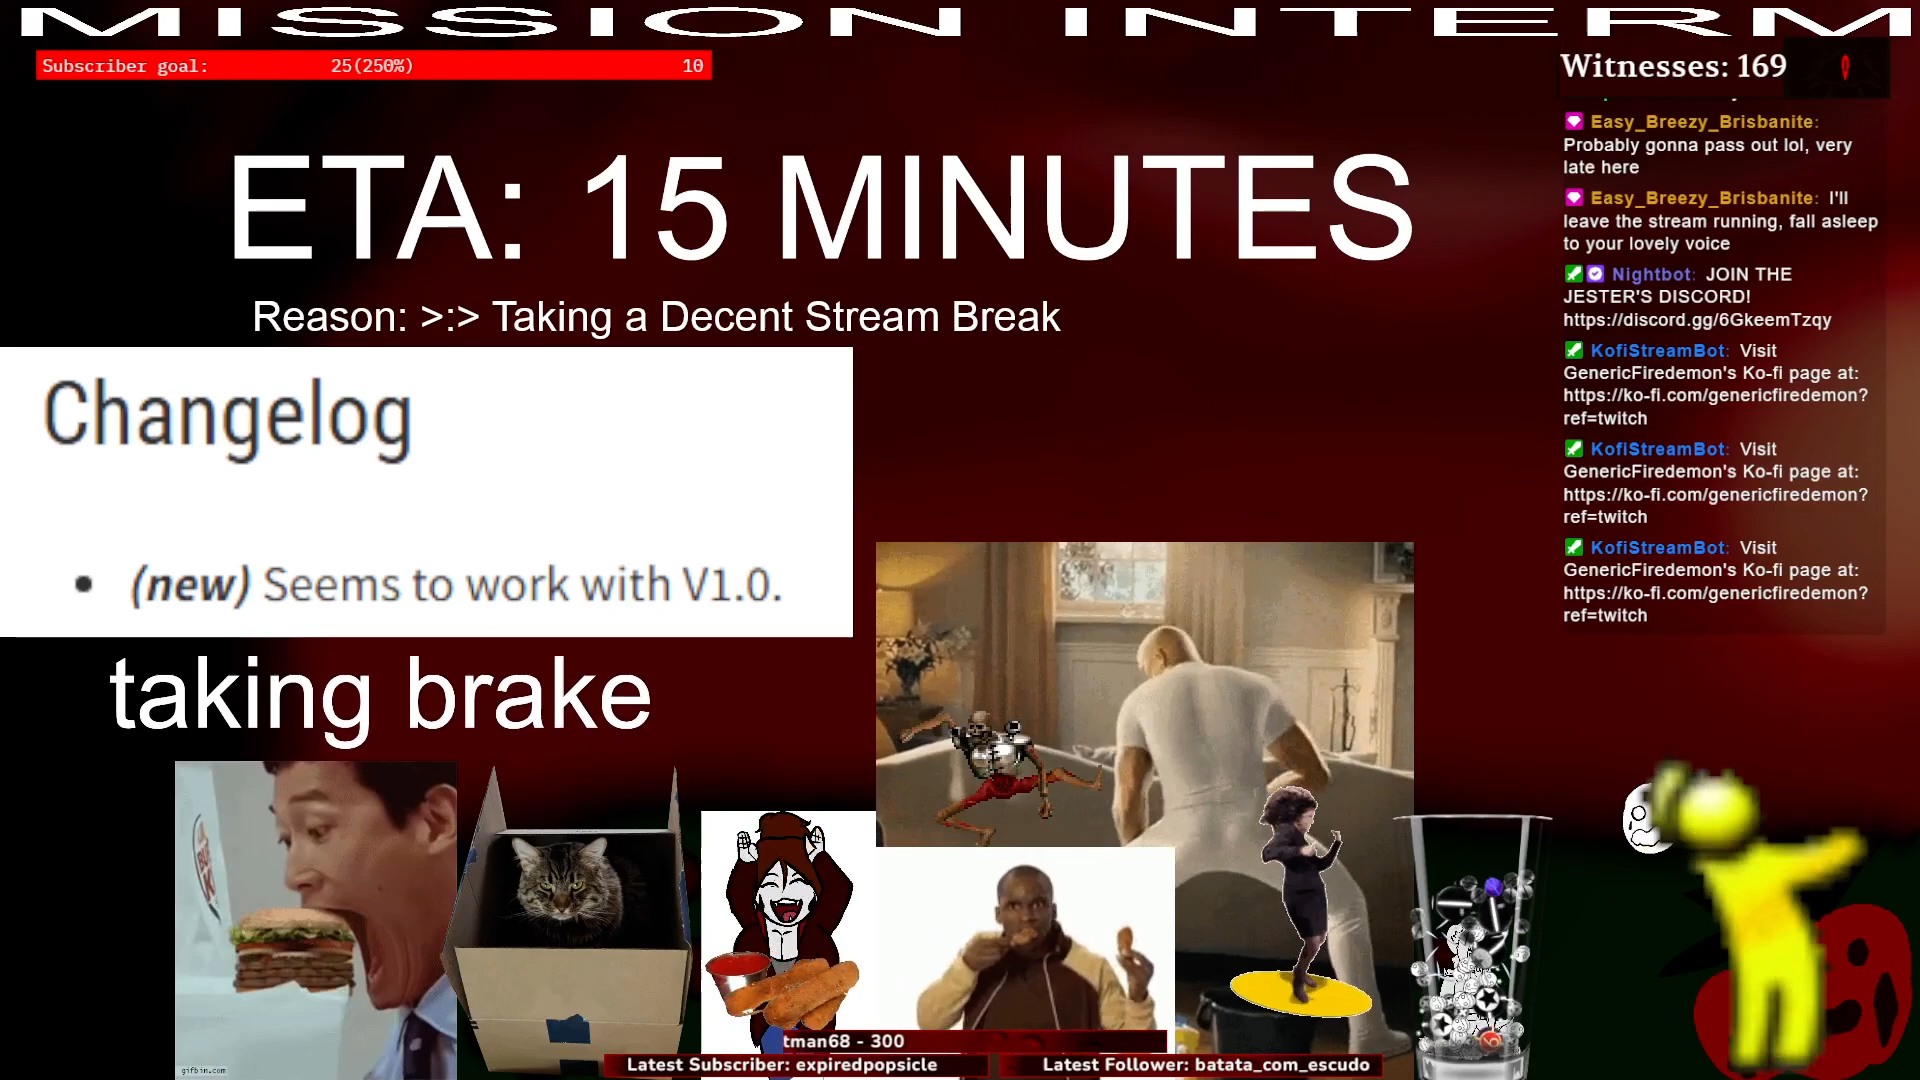 MISSION INTERM
Subscriber goal: 25(250%) 10
Witnesses: 169
ETA: 15 MINUTES
Reason: >:> Taking a Decent Stream Break
Changelog
• (new) Seems to work with V1.0.
taking brake
Easy_Breezy_Brisbanite:
Probably gonna pass out lol, very
late here
Easy_Breezy_Brisbanite: I'll
leave the stream running, fall asleep
to your lovely voice
Nightbot: JOIN THE
JESTER'S DISCORD!
https://discord.gg/6GkeemTzqy
KofiStreamBot: Visit
GenericFiredemon's Ko-fi page at:
https://ko-fi.com/genericfiredemon?
ref=twitch
KofiStreamBot: Visit
GenericFiredemon's Ko-fi page at:
https://ko-fi.com/genericfiredemon?
ref=twitch
KofiStreamBot: Visit
GenericFiredemon's Ko-fi page at:
https://ko-fi.com/genericfiredemon?
ref=twitch
gifbin.com
tman68 - 300
Latest Subscriber: expiredpopsicle
Latest Follower: batata_com_escudo